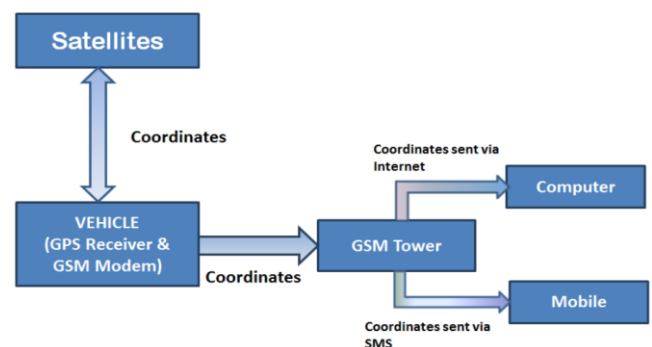 Satellites
Coordinates
VEHICLE
(GPS Receiver &
GSM Modem)
Coordinates
GSM Tower
Coordinates sent via
Internet
Computer
Coordinates sent via
SMS
Mobile